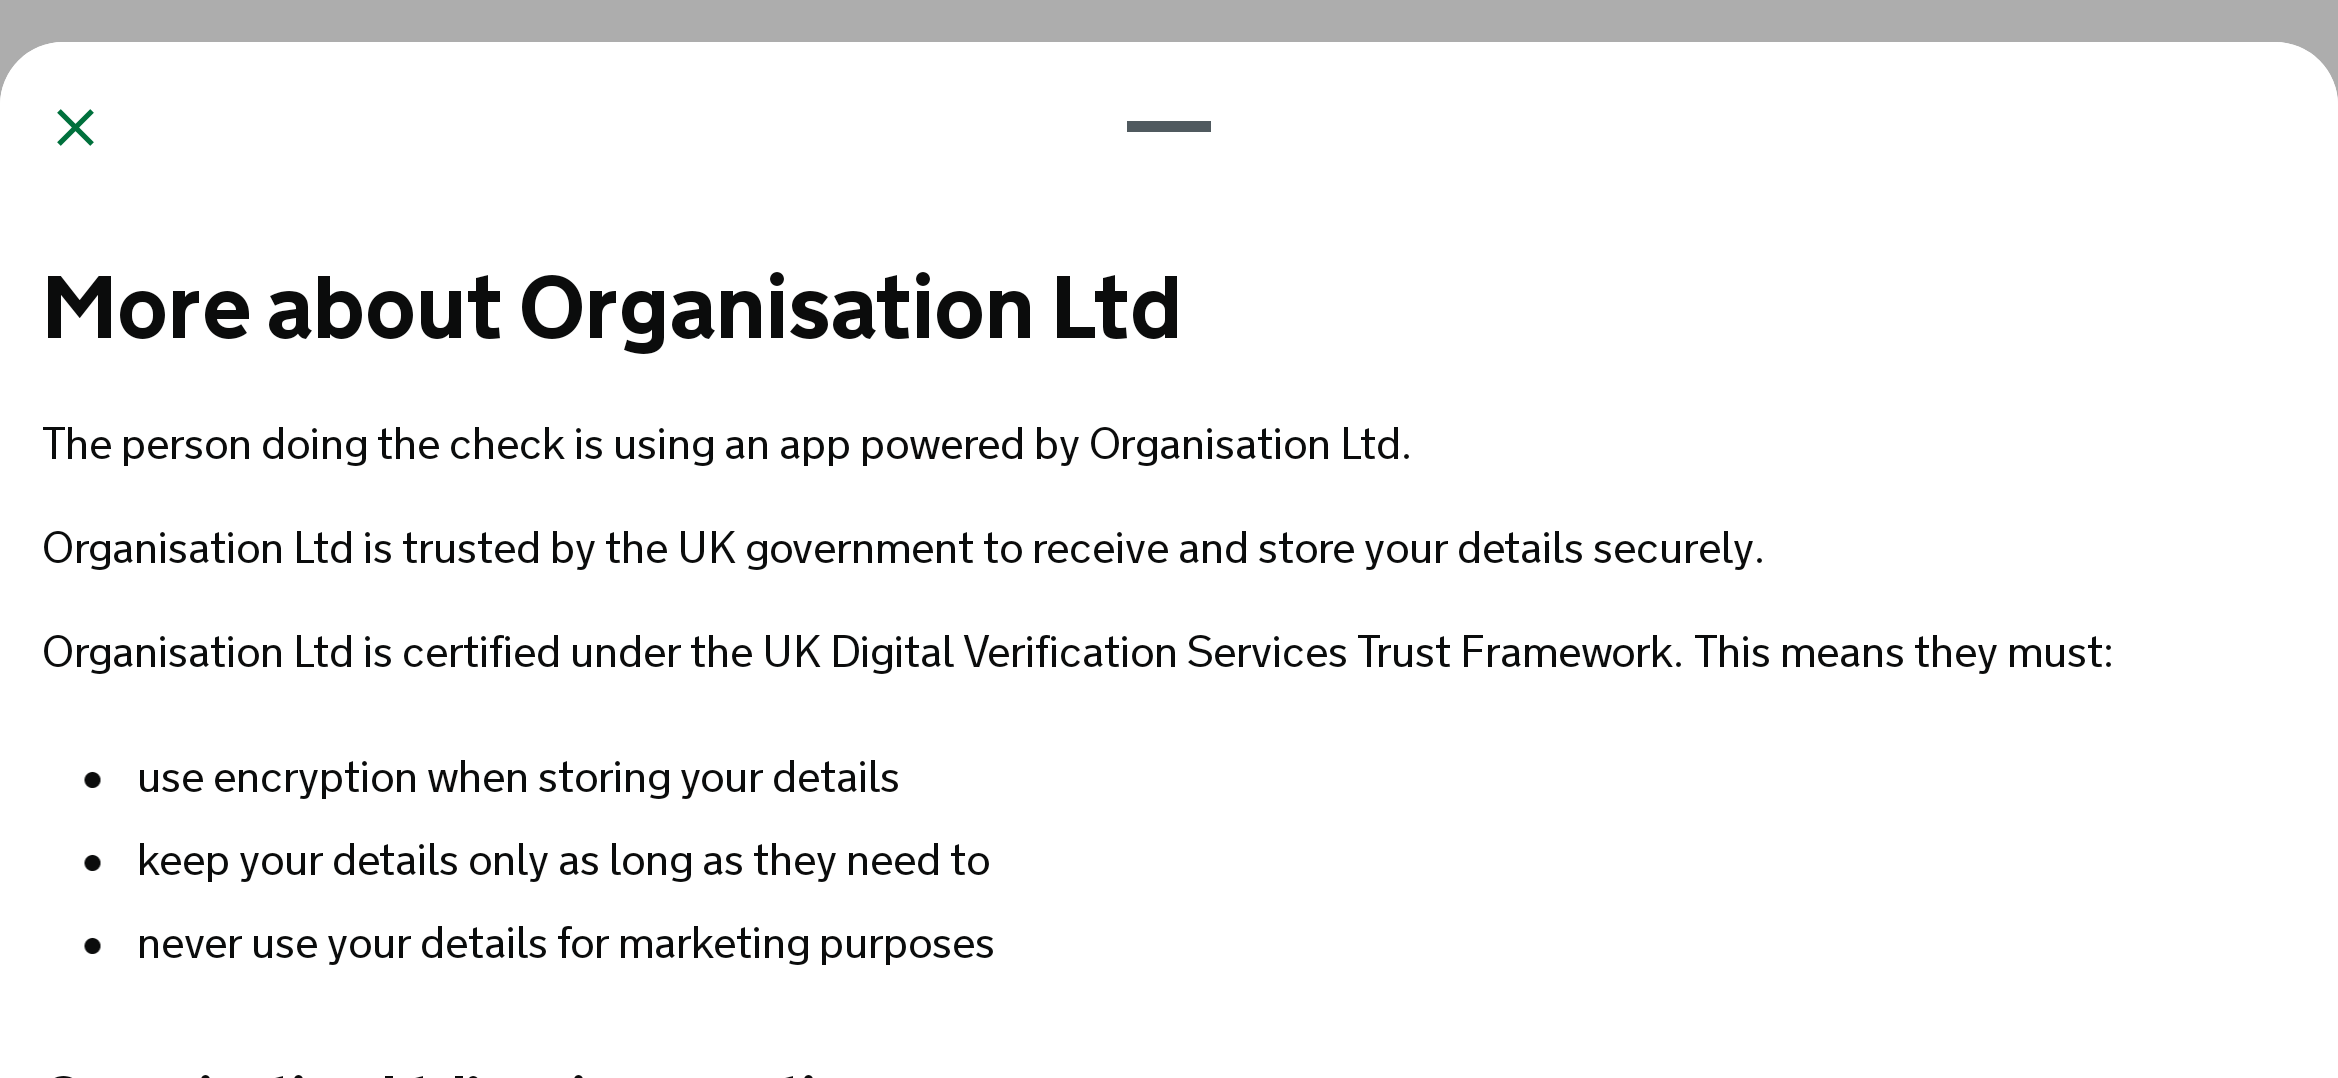 More about Organisation Ltd
The person doing the check is using an app powered by Organisation Ltd.
Organisation Ltd is trusted by the UK government to receive and store your details securely.
Organisation Ltd is certified under the UK Digital Verification Services Trust Framework. This means they must:
• use encryption when storing your details
• keep your details only as long as they need to
• never use your details for marketing purposes